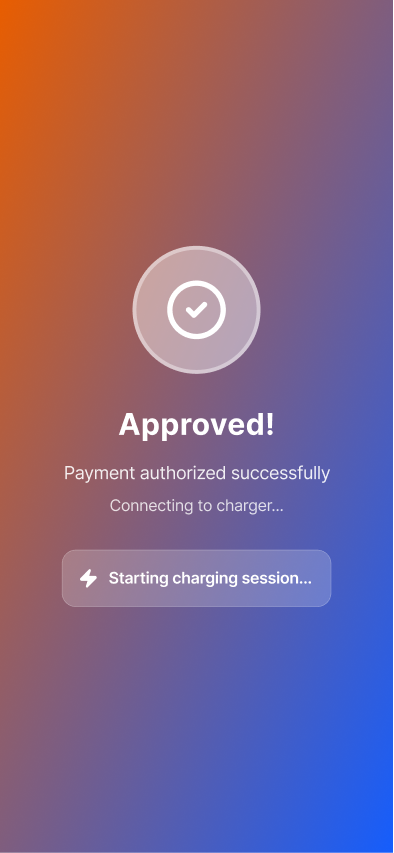 Approved!
Payment authorized successfully
Connecting to charger...
Starting charging session...